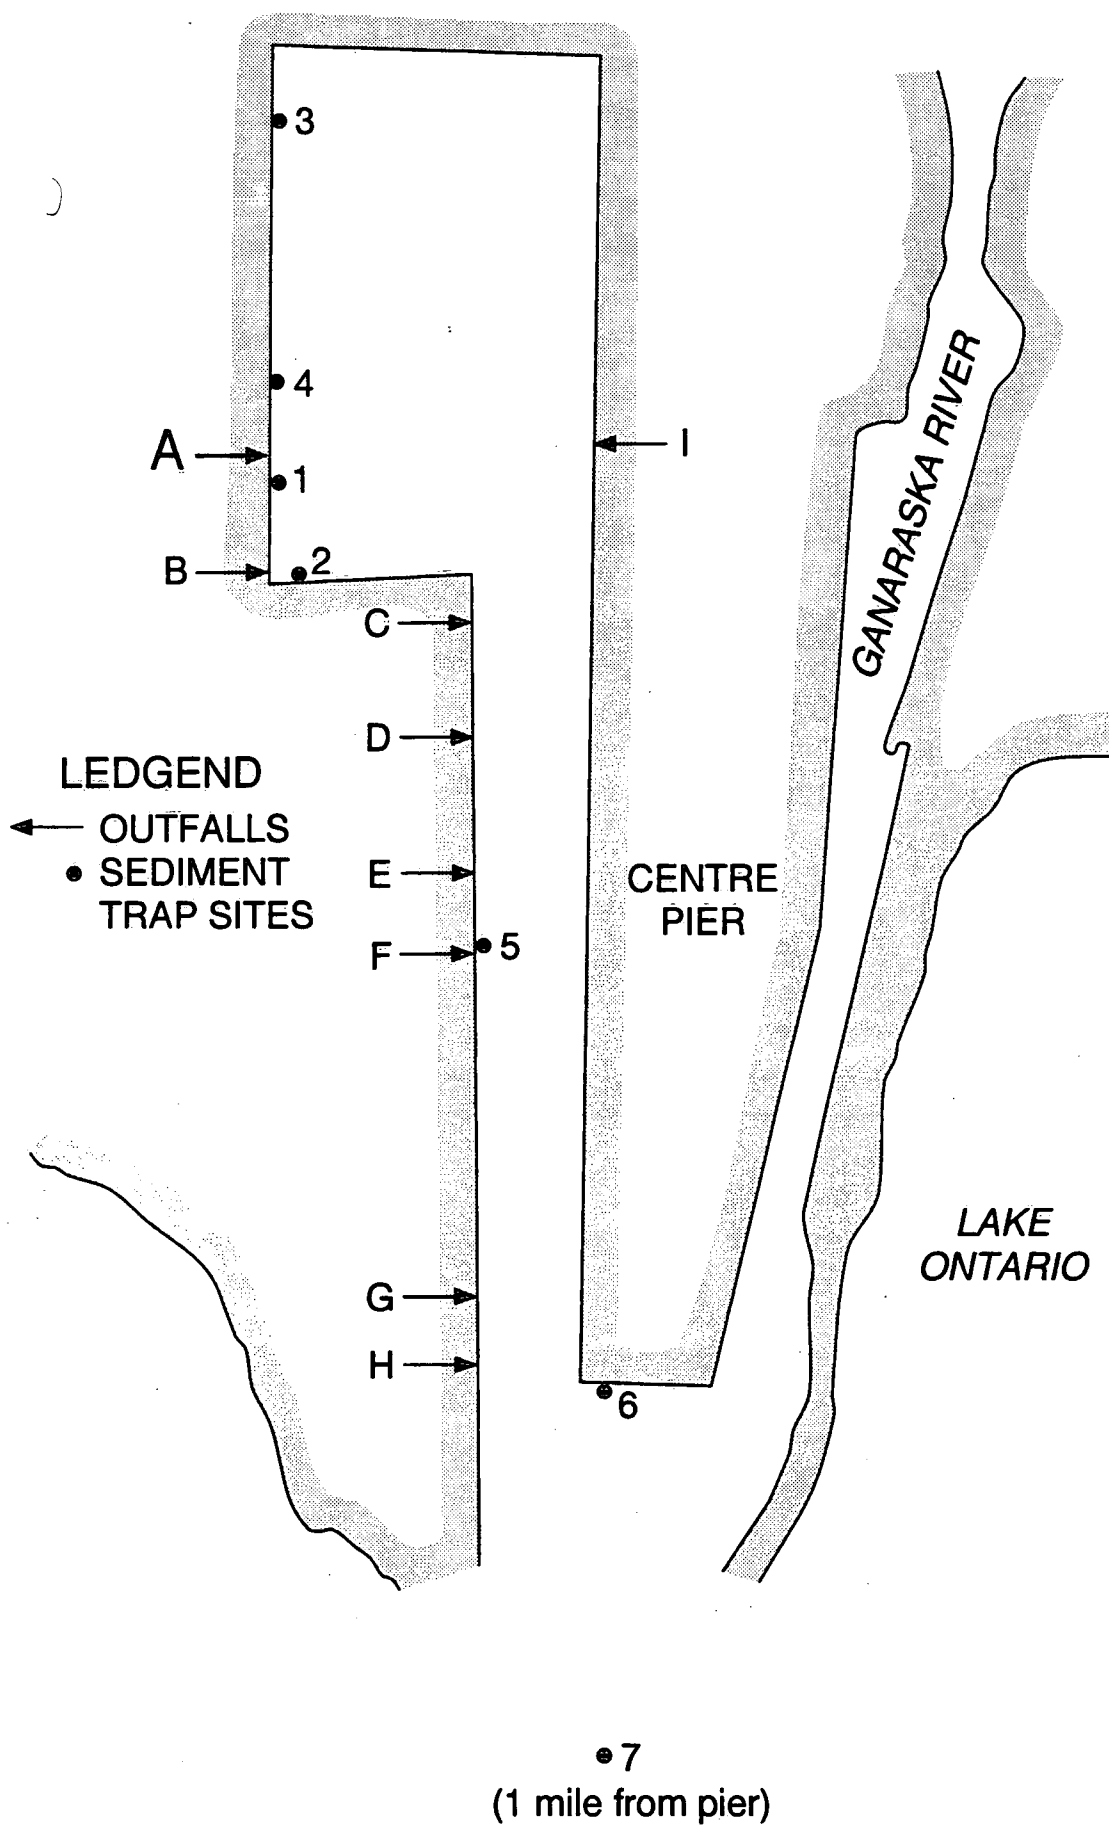 3
4
A
I
1
B
2
C
D
LEDGEND
OUTFALLS
SEDIMENT
TRAP SITES
E
F
5
CENTRE
PIER
GANARASKA RIVER
LAKE
ONTARIO
G
H
6
7
(1 mile from pier)